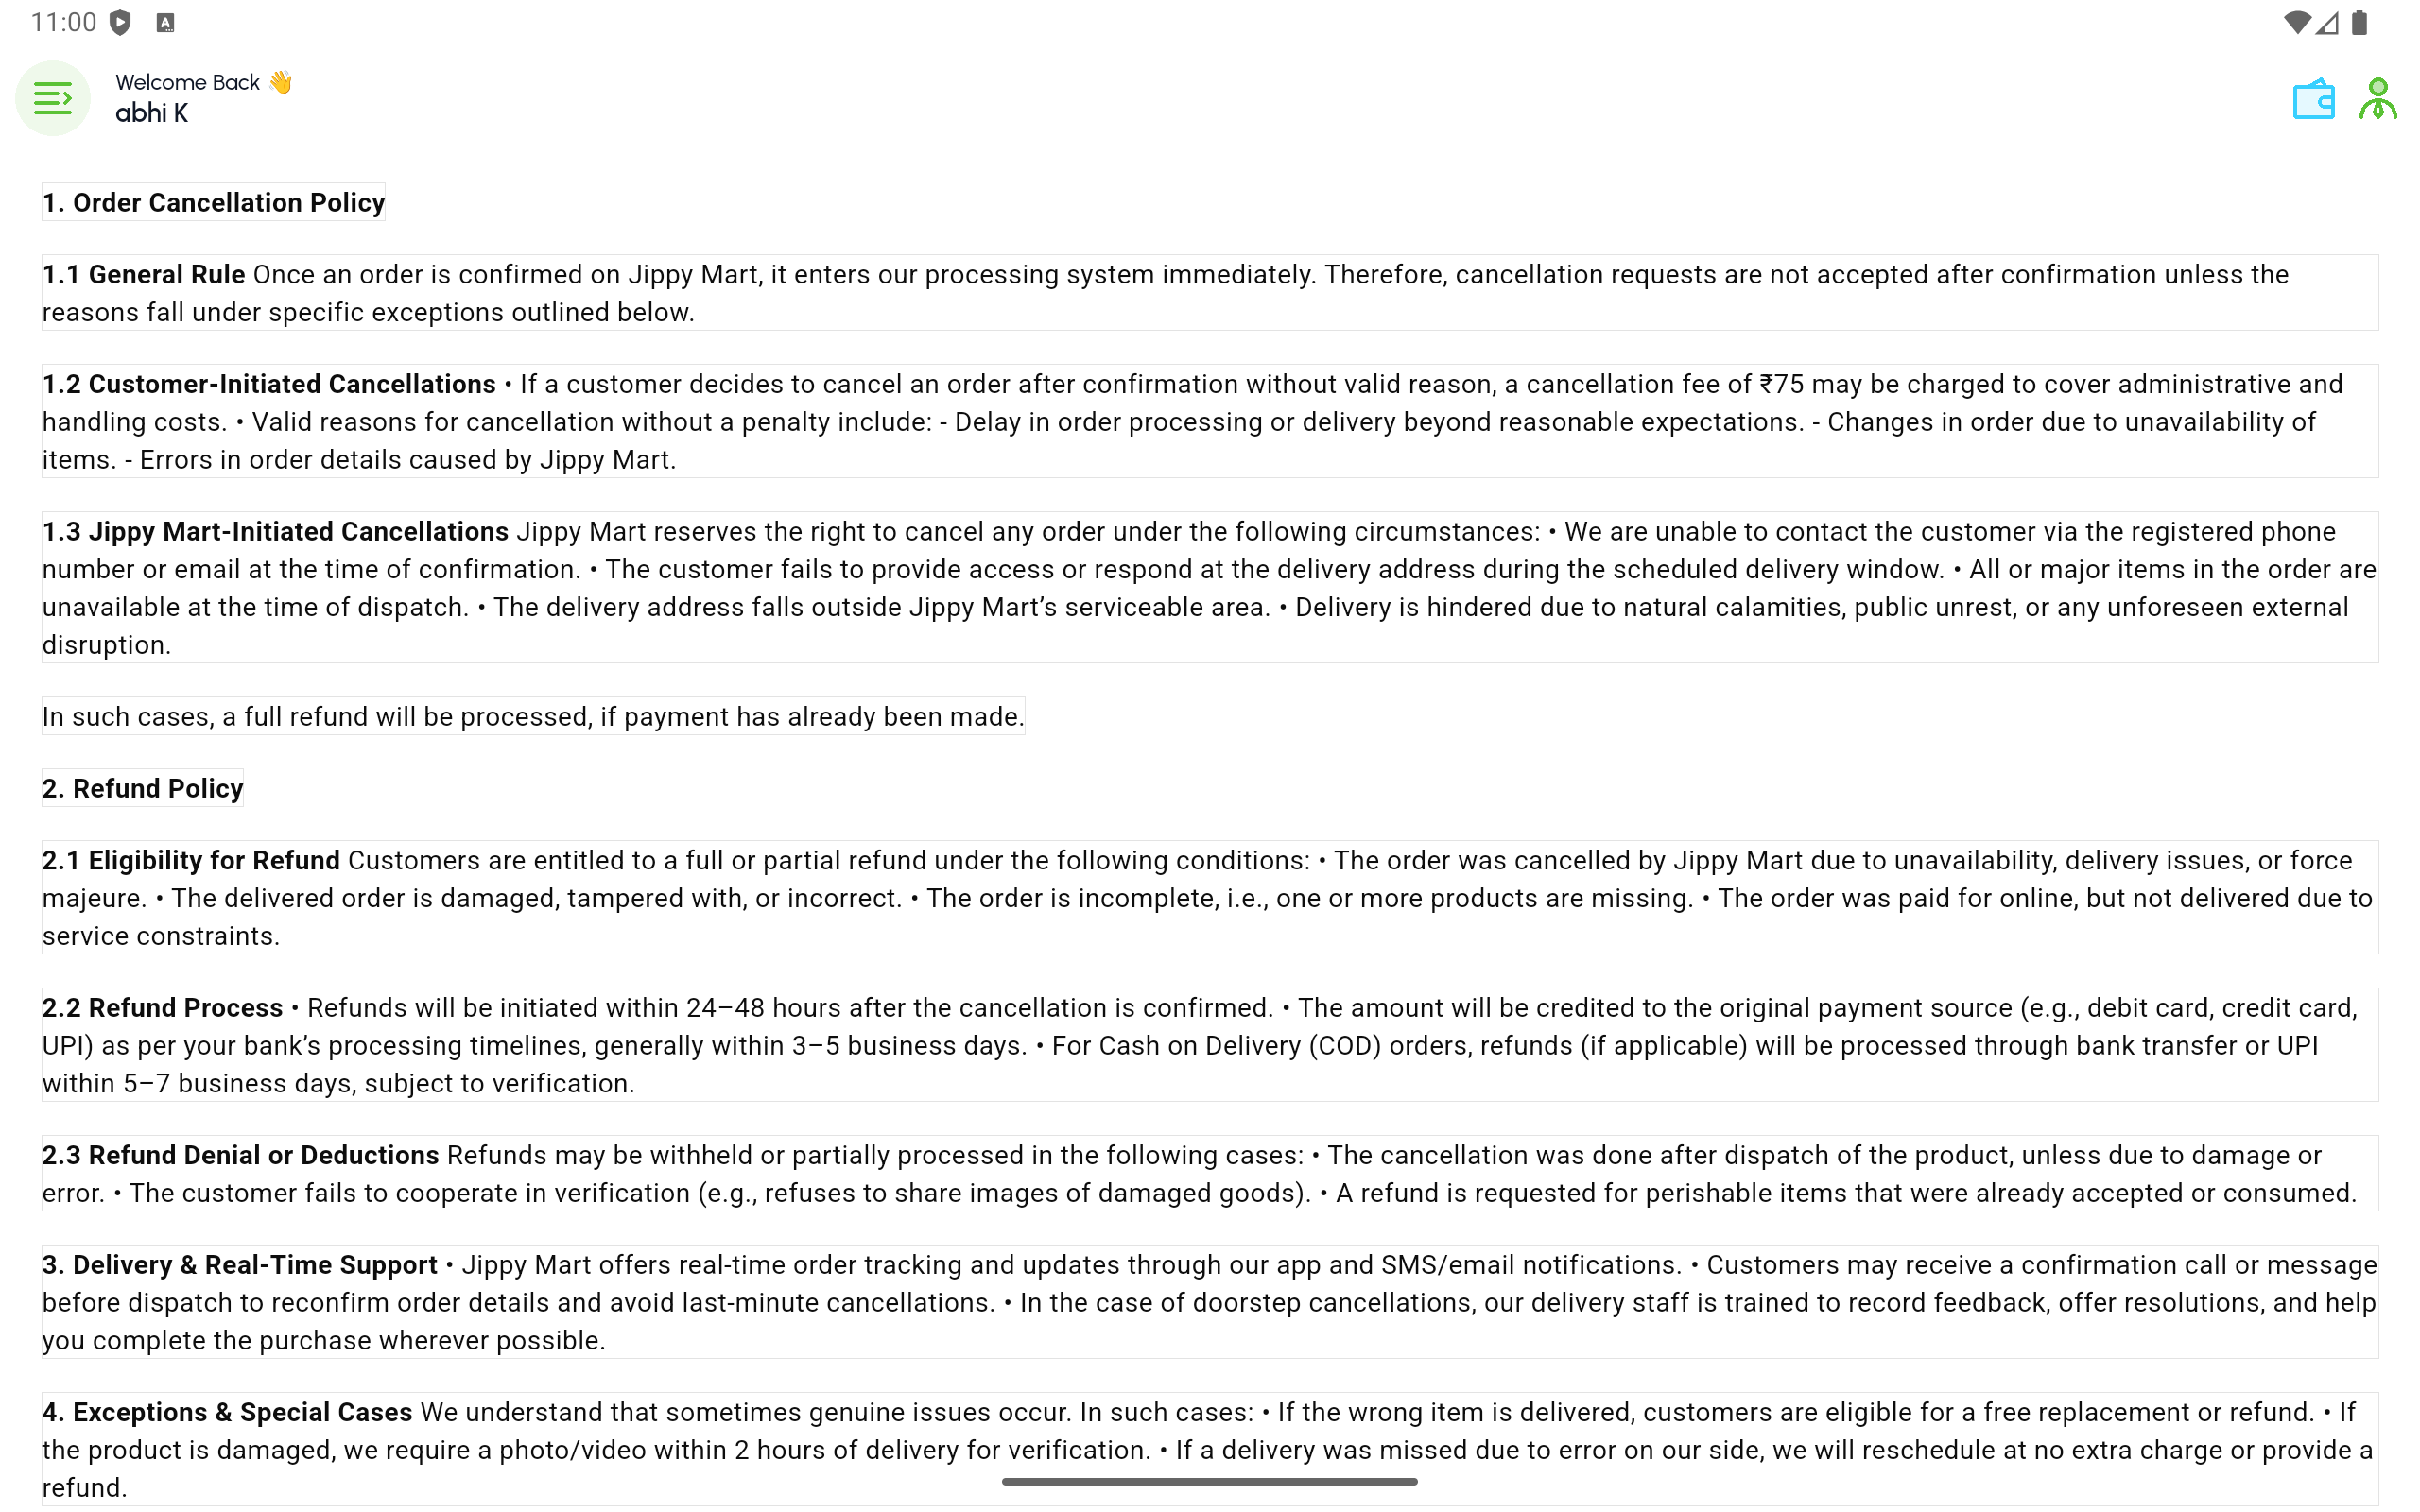 11:00
Welcome Back 👋
abhi K
1. Order Cancellation Policy
1.1 General Rule Once an order is confirmed on Jippy Mart, it enters our processing system immediately. Therefore, cancellation requests are not accepted after confirmation unless the
reasons fall under specific exceptions outlined below.
1.2 Customer-Initiated Cancellations • If a customer decides to cancel an order after confirmation without valid reason, a cancellation fee of ₹75 may be charged to cover administrative and
handling costs. • Valid reasons for cancellation without a penalty include: - Delay in order processing or delivery beyond reasonable expectations. - Changes in order due to unavailability of
items. - Errors in order details caused by Jippy Mart.
1.3 Jippy Mart-Initiated Cancellations Jippy Mart reserves the right to cancel any order under the following circumstances: • We are unable to contact the customer via the registered phone
number or email at the time of confirmation. • The customer fails to provide access or respond at the delivery address during the scheduled delivery window. • All or major items in the order are
unavailable at the time of dispatch. • The delivery address falls outside Jippy Mart’s serviceable area. • Delivery is hindered due to natural calamities, public unrest, or any unforeseen external
disruption.
In such cases, a full refund will be processed, if payment has already been made.
2. Refund Policy
2.1 Eligibility for Refund Customers are entitled to a full or partial refund under the following conditions: • The order was cancelled by Jippy Mart due to unavailability, delivery issues, or force
majeure. • The delivered order is damaged, tampered with, or incorrect. • The order is incomplete, i.e., one or more products are missing. • The order was paid for online, but not delivered due to
service constraints.
2.2 Refund Process • Refunds will be initiated within 24–48 hours after the cancellation is confirmed. • The amount will be credited to the original payment source (e.g., debit card, credit card,
UPI) as per your bank’s processing timelines, generally within 3–5 business days. • For Cash on Delivery (COD) orders, refunds (if applicable) will be processed through bank transfer or UPI
within 5–7 business days, subject to verification.
2.3 Refund Denial or Deductions Refunds may be withheld or partially processed in the following cases: • The cancellation was done after dispatch of the product, unless due to damage or
error. • The customer fails to cooperate in verification (e.g., refuses to share images of damaged goods). • A refund is requested for perishable items that were already accepted or consumed.
3. Delivery & Real-Time Support • Jippy Mart offers real-time order tracking and updates through our app and SMS/email notifications. • Customers may receive a confirmation call or message
before dispatch to reconfirm order details and avoid last-minute cancellations. • In the case of doorstep cancellations, our delivery staff is trained to record feedback, offer resolutions, and help
you complete the purchase wherever possible.
4. Exceptions & Special Cases We understand that sometimes genuine issues occur. In such cases: • If the wrong item is delivered, customers are eligible for a free replacement or refund. • If
the product is damaged, we require a photo/video within 2 hours of delivery for verification. • If a delivery was missed due to error on our side, we will reschedule at no extra charge or provide a
refund.